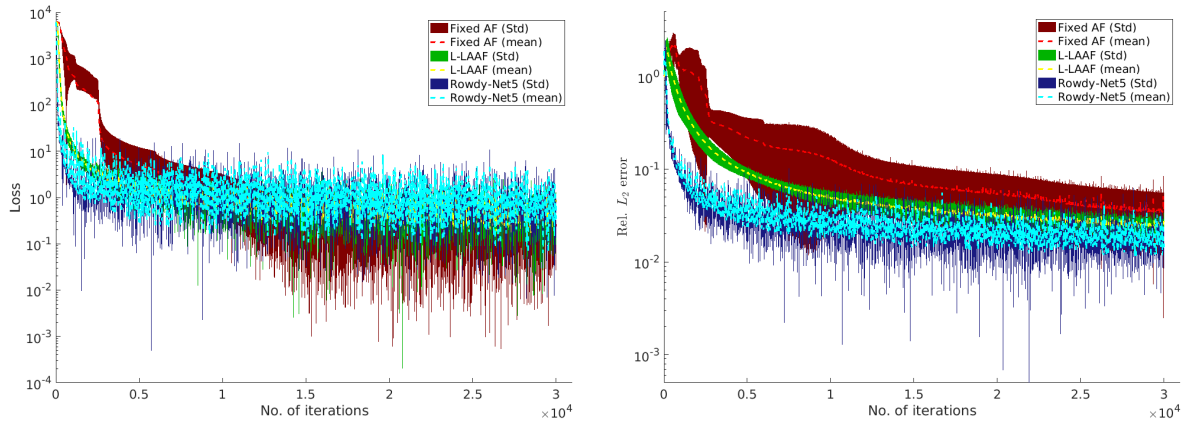 10^4
10^3
10^2
10^1
10^0
10^-1
10^-2
10^-3
10^-4
Loss
0 0.5 1 1.5 2 2.5 3
No. of iterations
×10^4
Fixed AF (Std)
Fixed AF (mean)
L-LAAF (Std)
L-LAAF (mean)
Rowdy-Net5 (Std)
Rowdy-Net5 (mean)
10^0
10^-1
10^-2
10^-3
Rel. L_2 error
0 0.5 1 1.5 2 2.5 3
No. of iterations
×10^4
Fixed AF (Std)
Fixed AF (mean)
L-LAAF (Std)
L-LAAF (mean)
Rowdy-Net5 (Std)
Rowdy-Net5 (mean)